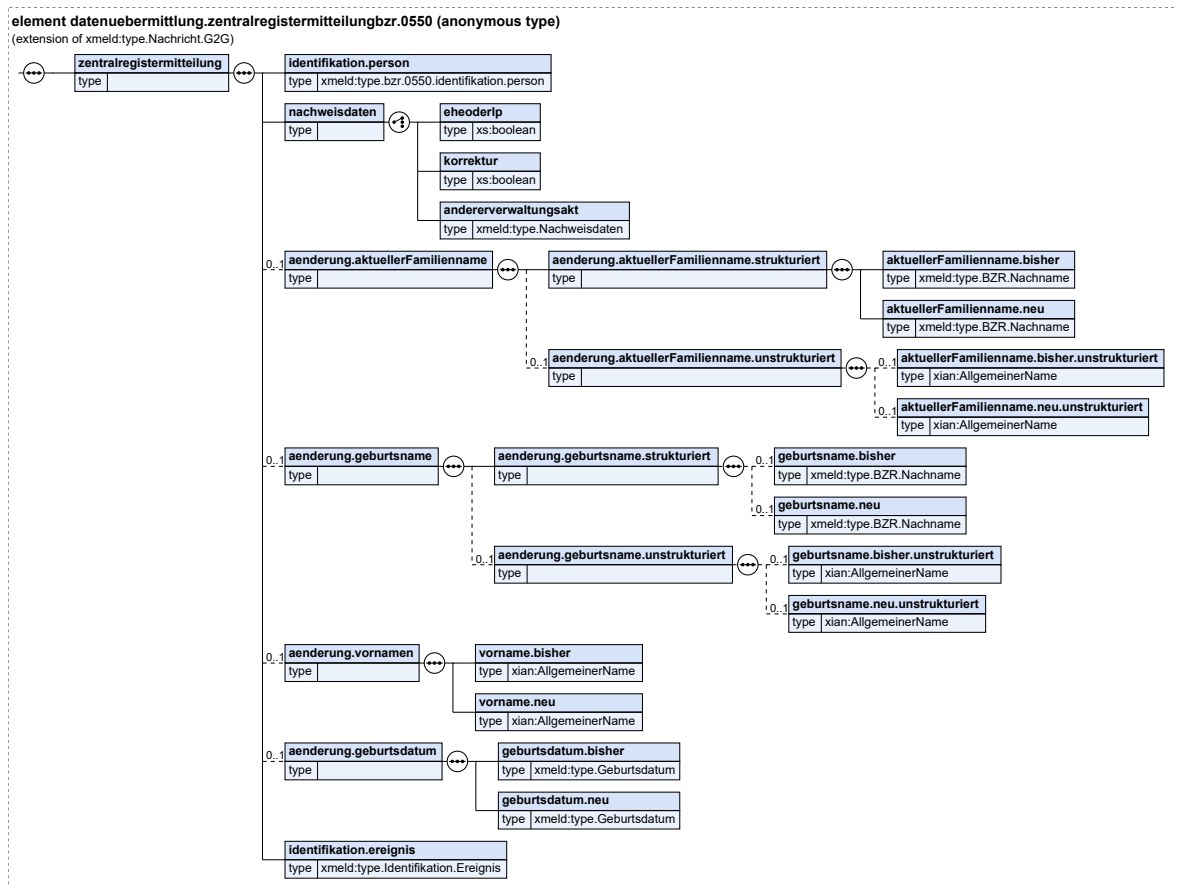 element datenuebermittlung.zentralregistermitteilungbzr.0550 (anonymous type)
(extension of xmeld:type.Nachricht.G2G)
zentralregistermitteilung
type
identifikation.person
type xmeld:type.bzr.0550.identifikation.person
nachweisdaten
type
eheoderlp
type xs:boolean
korrektur
type xs:boolean
andererverwaltungsakt
type xmeld:type.Nachweisdaten
0..1
aenderung.aktuellerFamilienname
type
aenderung.aktuellerFamilienname.strukturiert
type
aktuellerFamilienname.bisher
type xmeld:type.BZR.Nachname
aktuellerFamilienname.neu
type xmeld:type.BZR.Nachname
0..1
aenderung.aktuellerFamilienname.unstrukturiert
type
0..1
aktuellerFamilienname.bisher.unstrukturiert
type xian:AllgemeinerName
0..1
aktuellerFamilienname.neu.unstrukturiert
type xian:AllgemeinerName
0..1
aenderung.geburtsname
type
aenderung.geburtsname.strukturiert
type
0..1
geburtsname.bisher
type xmeld:type.BZR.Nachname
0..1
geburtsname.neu
type xmeld:type.BZR.Nachname
0..1
aenderung.geburtsname.unstrukturiert
type
0..1
geburtsname.bisher.unstrukturiert
type xian:AllgemeinerName
0..1
geburtsname.neu.unstrukturiert
type xian:AllgemeinerName
0..1
aenderung.vornamen
type
vorname.bisher
type xian:AllgemeinerName
vorname.neu
type xian:AllgemeinerName
0..1
aenderung.geburtsdatum
type
geburtsdatum.bisher
type xmeld:type.Geburtsdatum
geburtsdatum.neu
type xmeld:type.Geburtsdatum
identifikation.ereignis
type xmeld:type.Identifikation.Ereignis